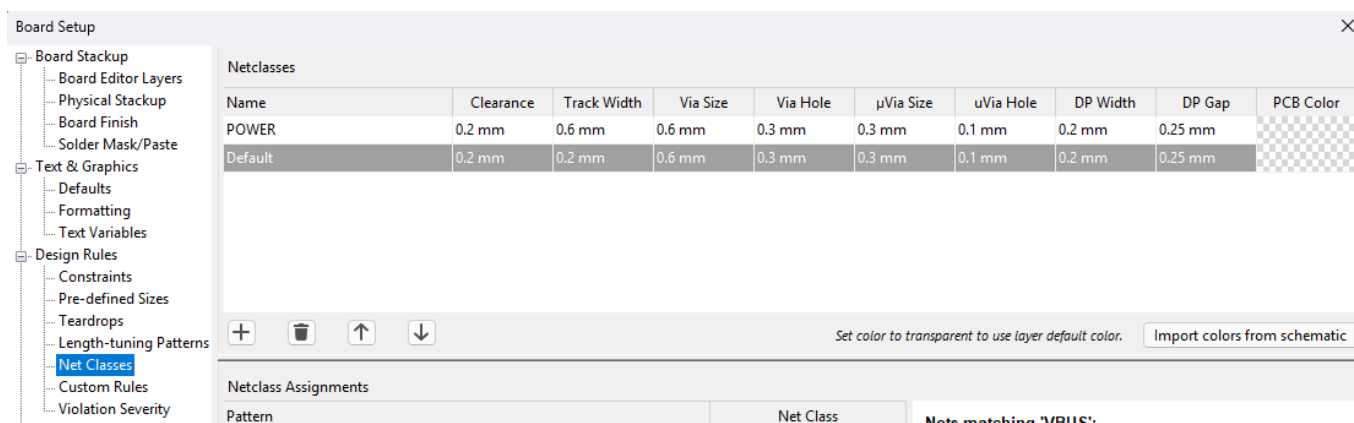 Board Setup
Board Stackup
Board Editor Layers
Physical Stackup
Board Finish
Solder Mask/Paste
Text & Graphics
Defaults
Formatting
Text Variables
Design Rules
Constraints
Pre-defined Sizes
Teardrops
Length-tuning Patterns
Net Classes
Custom Rules
Violation Severity
Netclasses
Name Clearance Track Width Via Size Via Hole µVia Size uVia Hole DP Width DP Gap PCB Color
POWER 0.2 mm 0.6 mm 0.6 mm 0.3 mm 0.3 mm 0.1 mm 0.2 mm 0.25 mm
Default 0.2 mm 0.2 mm 0.6 mm 0.3 mm 0.3 mm 0.1 mm 0.2 mm 0.25 mm
Set color to transparent to use layer default color. Import colors from schematic
Netclass Assignments
Pattern Net Class
Nets matching 'VBUS':